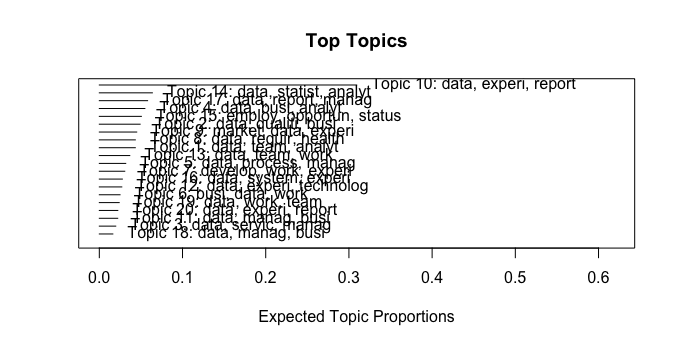 Top Topics
Topic 10: data, experi, report
Topic 14: data, statist, analyt
Topic 17: data, report, manag
Topic 4: data, busi, analyt
Topic 15: employ, opportun, status
Topic 2: data, qualiti, busi
Topic 9: market, data, experi
Topic 8: data, requir, health
Topic 1: data, team, analyt
Topic 13: data, team, work
Topic 5: data, process, manag
Topic 7: develop, work, experi
Topic 16: data, system, experi
Topic 12: data, experi, technolog
Topic 6: busi, data, work
Topic 19: data, work, team
Topic 20: data, experi, report
Topic 11: data, manag, busi
Topic 3: data, servic, manag
Topic 18: data, manag, busi
0.0 0.1 0.2 0.3 0.4 0.5 0.6
Expected Topic Proportions